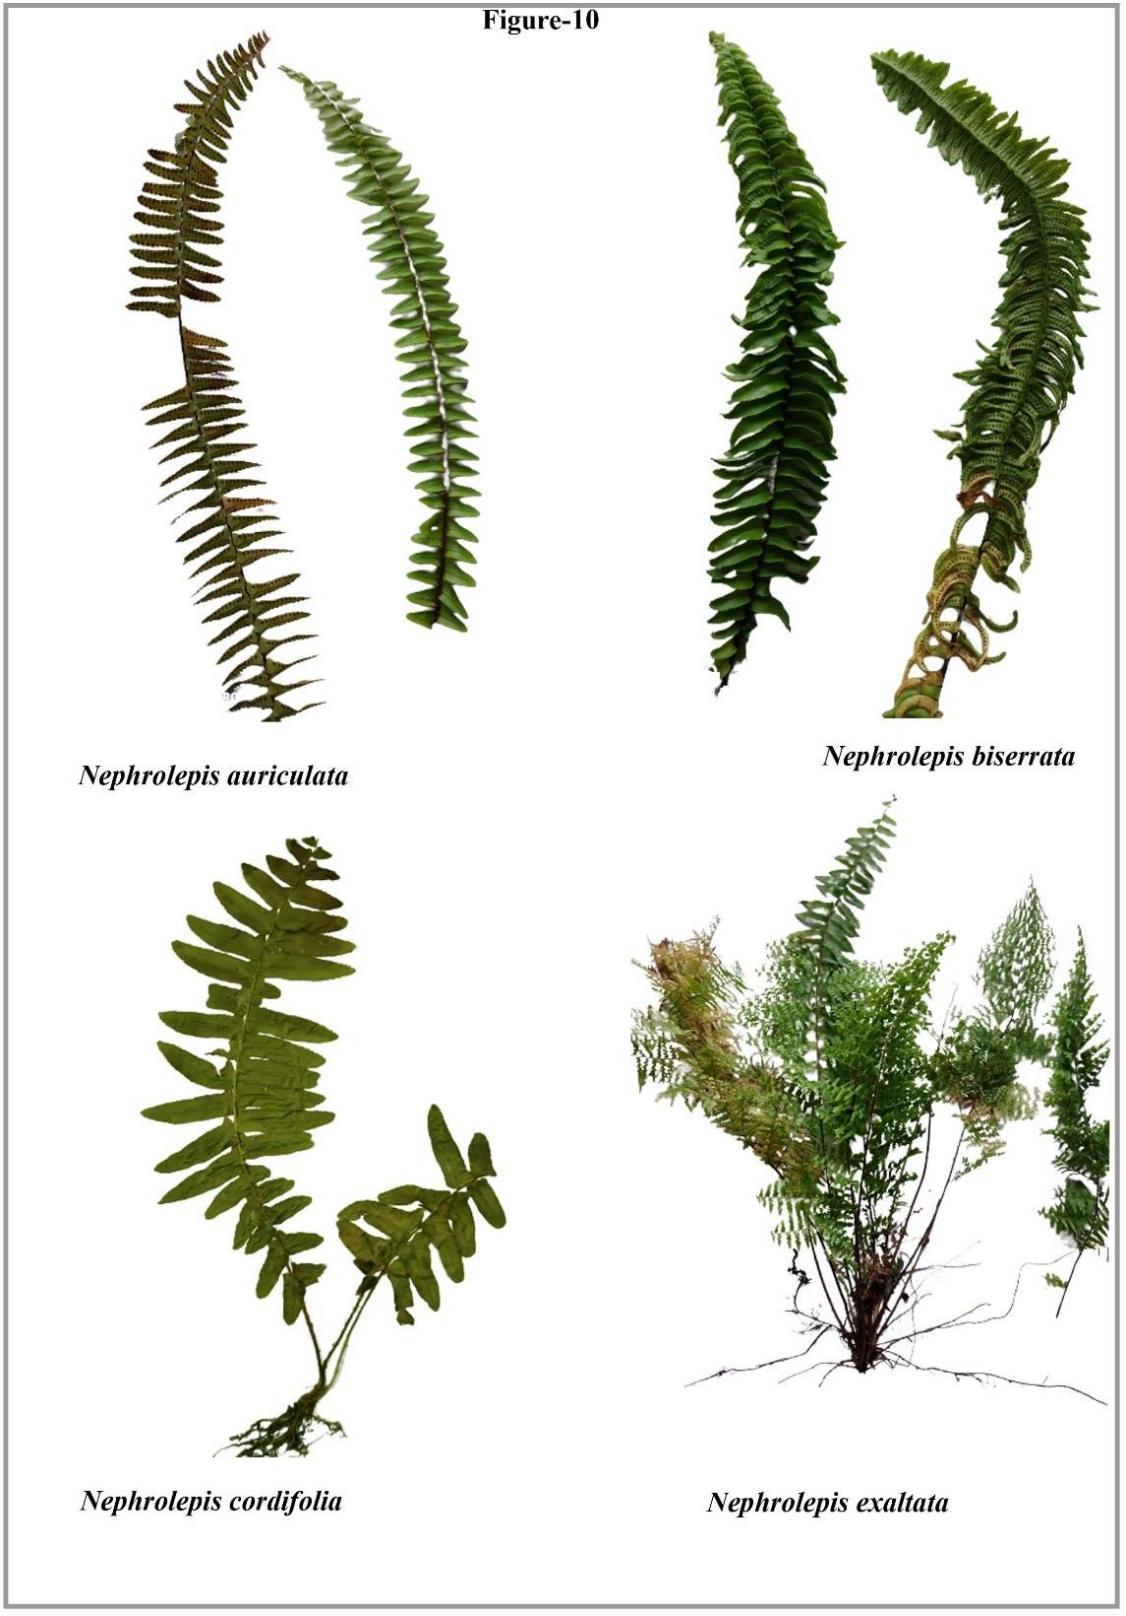 Figure-10
Nephrolepis auriculata
Nephrolepis biserrata
Nephrolepis cordifolia
Nephrolepis exaltata